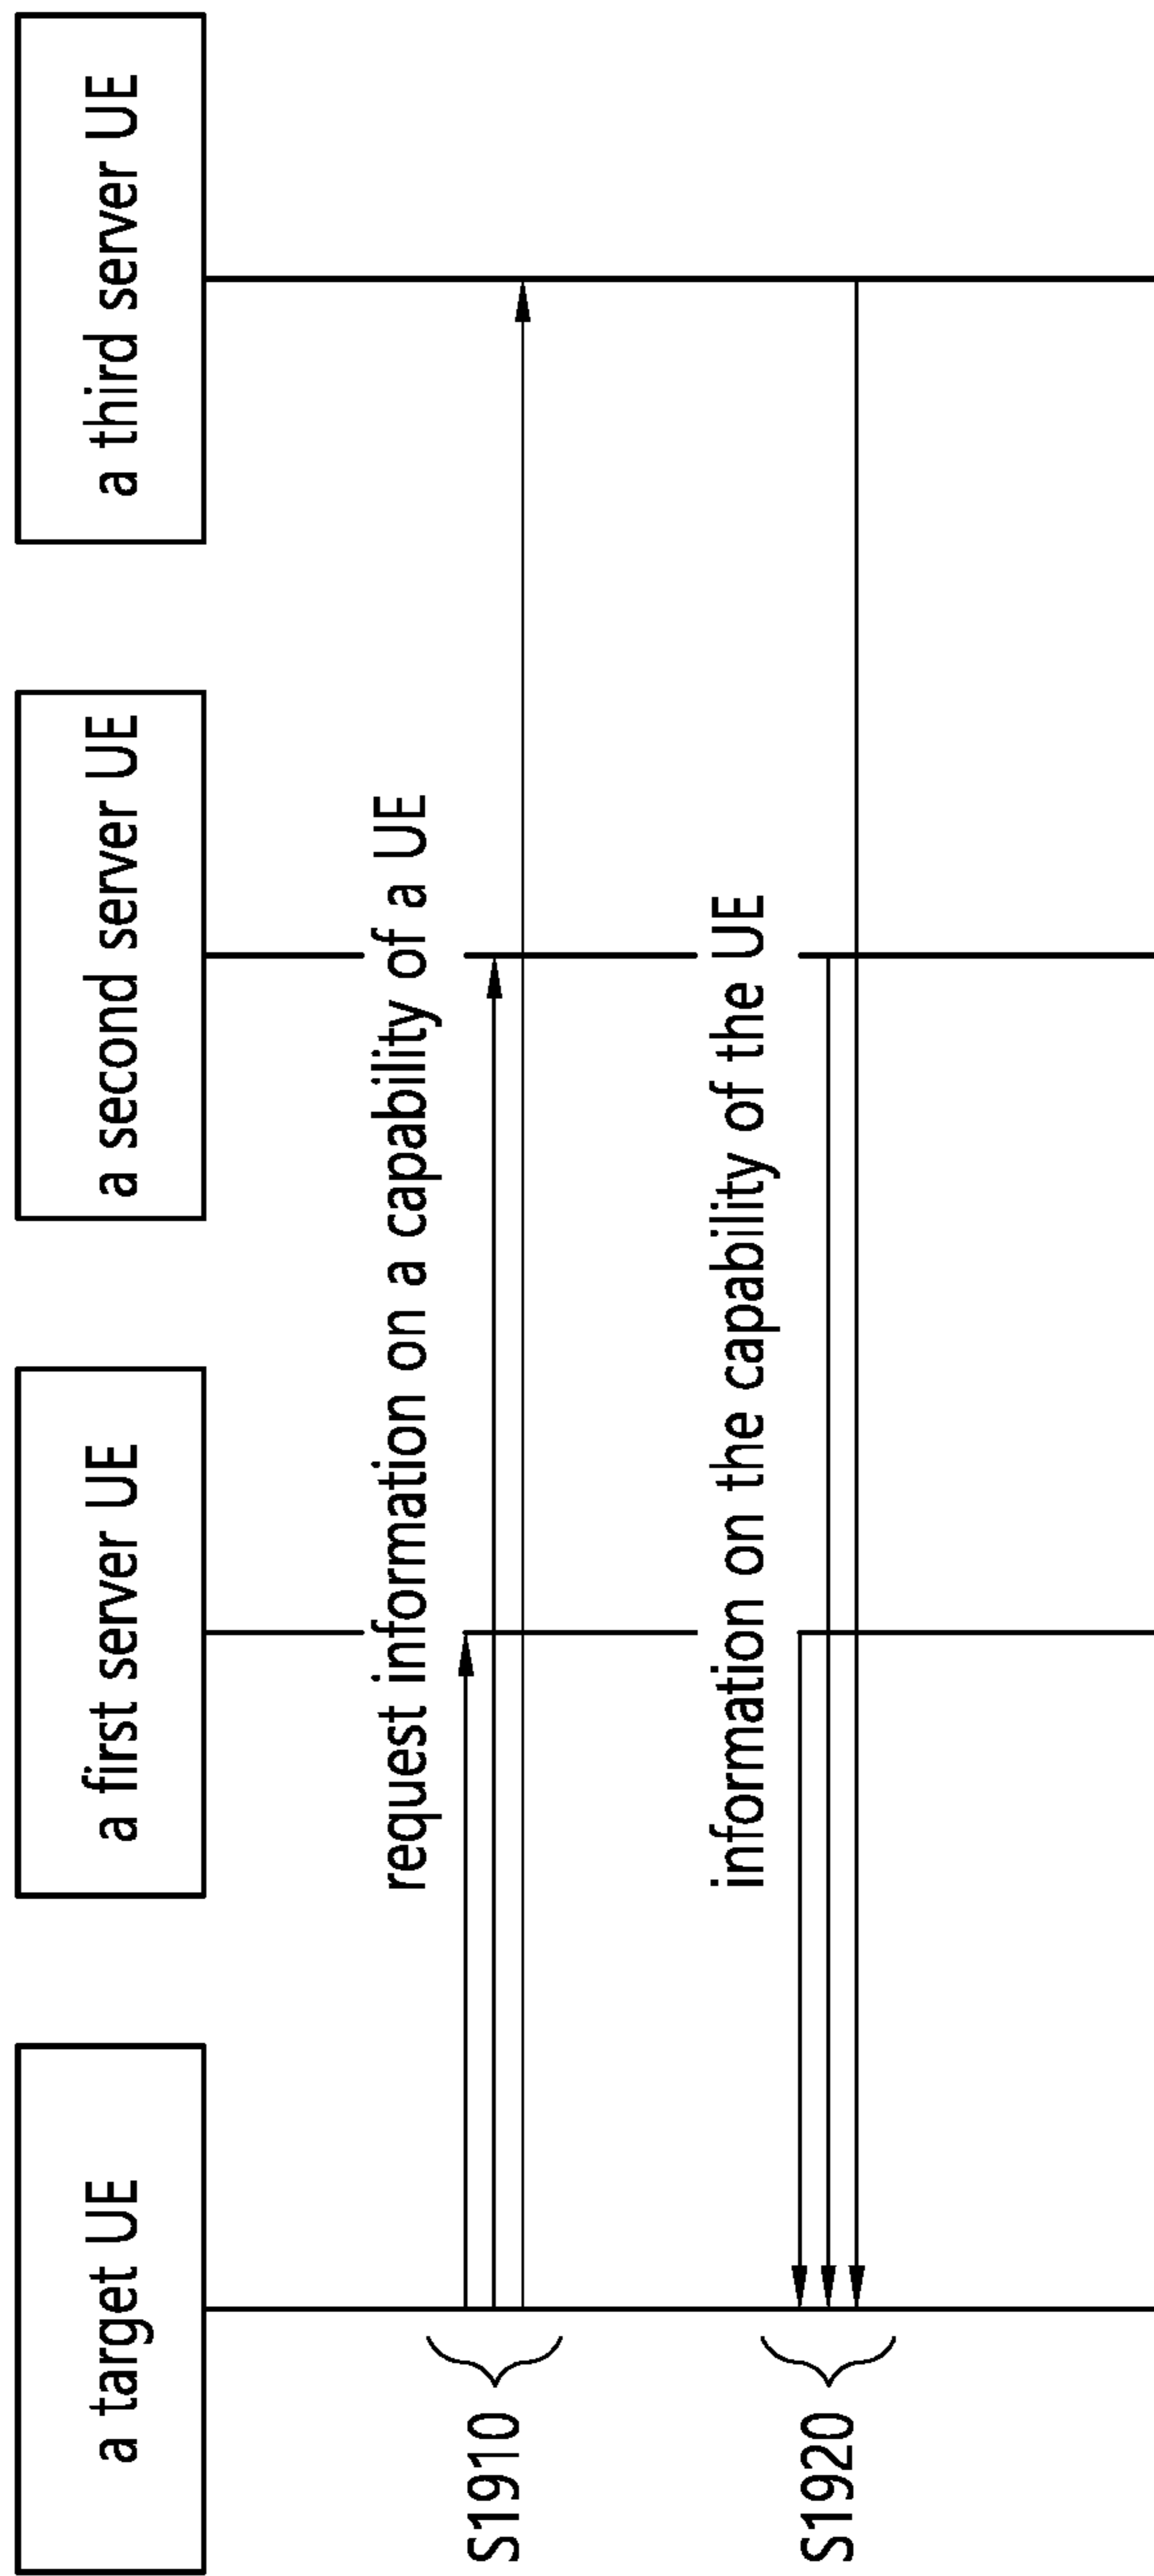 a target UE
a first server UE
a second server UE
a third server UE
request information on a capability of a UE
S1910
information on the capability of the UE
S1920